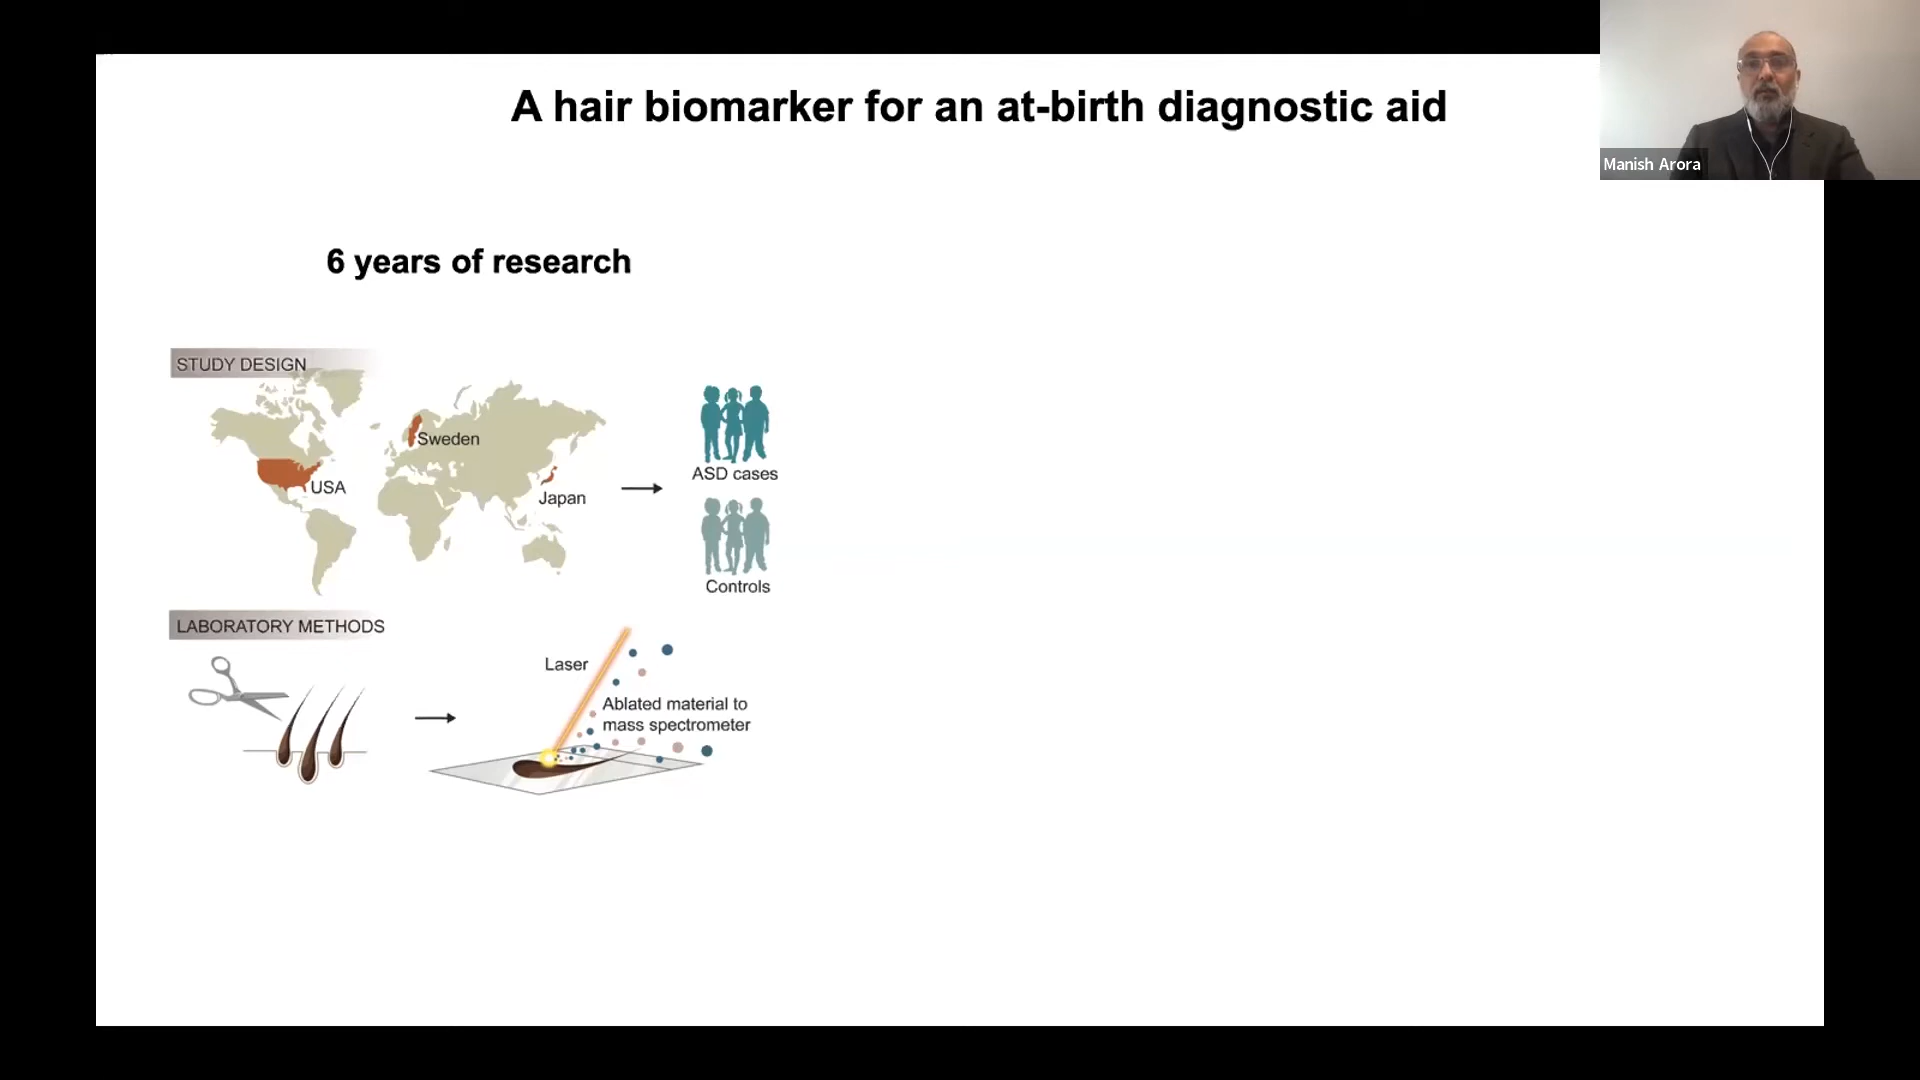 A hair biomarker for an at-birth diagnostic aid
Manish Arora
6 years of research
STUDY DESIGN
Sweden
USA
Japan
ASD cases
Controls
LABORATORY METHODS
Laser
Ablated material to
mass spectrometer